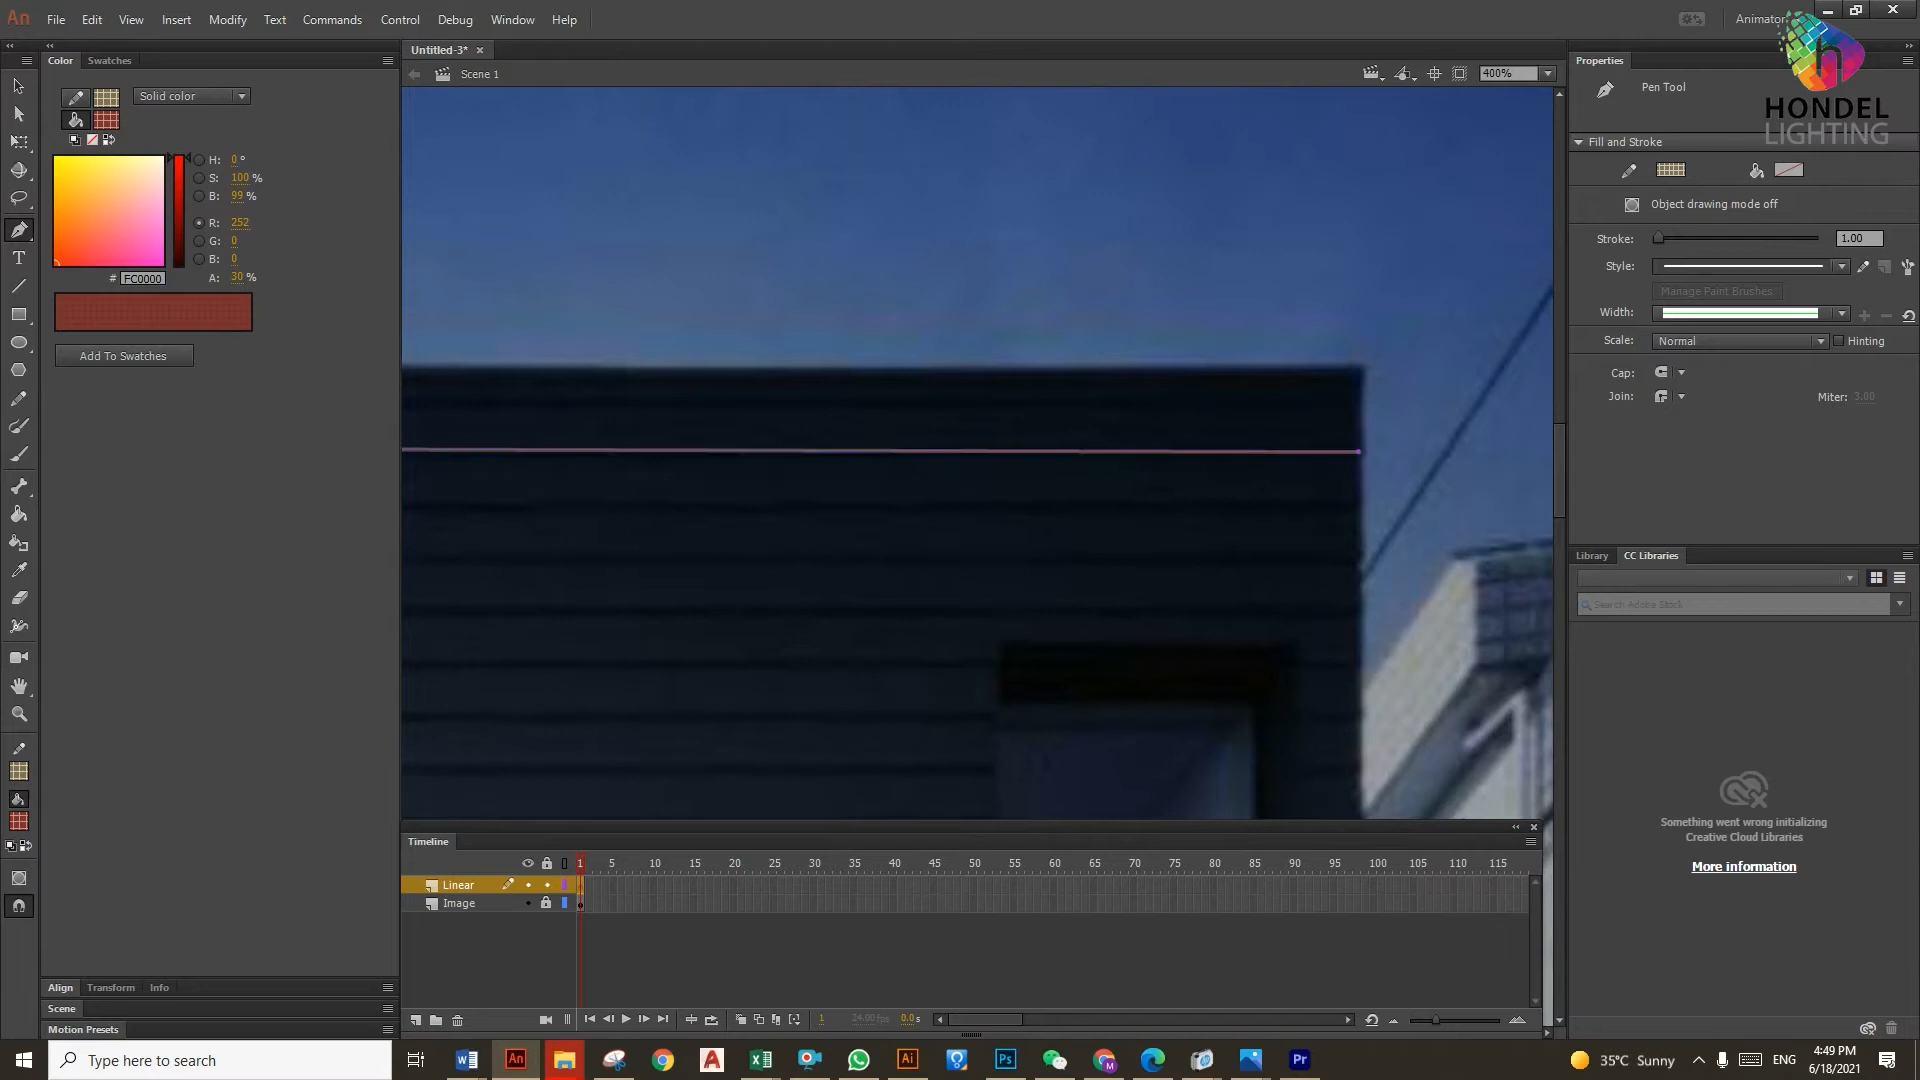 An File Edit View Insert Modify Text Commands Control Debug Window Help Animator
HONDEL
LIGHTING
Color Swatches
Untitled-3*
Scene 1
400%
Solid color
H: 0 °
S: 100 %
B: 99 %
R: 252
G: 0
B: 0
# FC0000 A: 30 %
Add To Swatches
Properties
Pen Tool
Fill and Stroke
Object drawing mode off
Stroke: 1.00
Style:
Manage Paint Brushes
Width:
Scale: Normal Hinting
Cap:
Join: Miter: 3.00
Library CC Libraries
Search Adobe Stock
Something went wrong initializing
Creative Cloud Libraries
More information
Timeline
1 5 10 15 20 25 30 35 40 45 50 55 60 65 70 75 80 85 90 95 100 105 110 115
Linear
Image
1 24.00 fps 0.0 s
Align Transform Info
Scene
Motion Presets
Type here to search
35°C Sunny
ENG
4:49 PM
6/18/2021